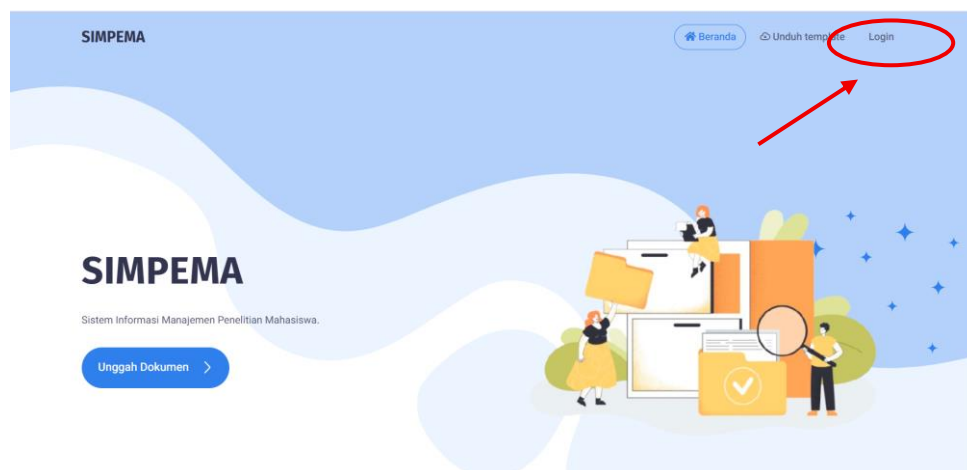 SIMPEMA
Beranda
Unduh template
Login
SIMPEMA
Sistem Informasi Manajemen Penelitian Mahasiswa.
Unggah Dokumen